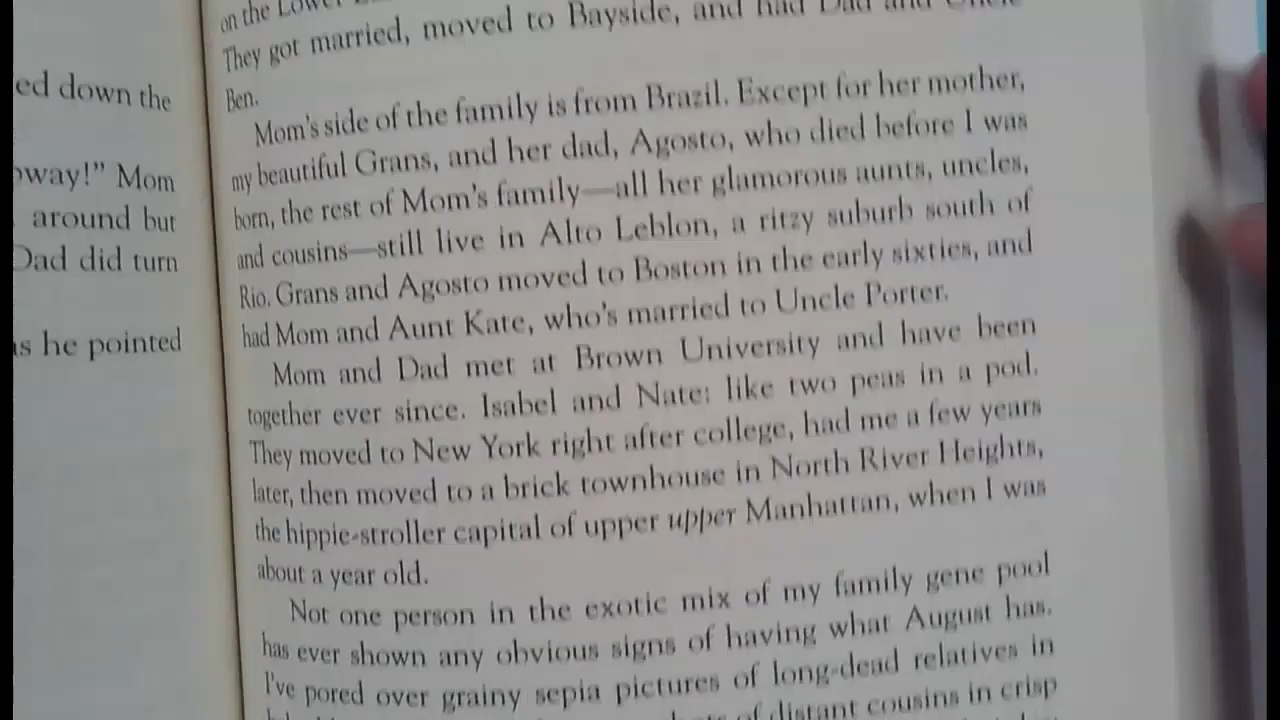 ed down the
way!” Mom
around but
Dad did turn
as he pointed
on the Lower
They got married, moved to Bayside, and had Dad and Uncle
Ben.
Mom’s side of the family is from Brazil. Except for her mother,
my beautiful Grans, and her dad, Agosto, who died before I was
born, the rest of Mom’s family—all her glamorous aunts, uncles,
and cousins—still live in Alto Leblon, a ritzy suburb south of
Rio. Grans and Agosto moved to Boston in the early sixties, and
had Mom and Aunt Kate, who’s married to Uncle Porter.
Mom and Dad met at Brown University and have been
together ever since. Isabel and Nate: like two peas in a pod.
They moved to New York right after college, had me a few years
later, then moved to a brick townhouse in North River Heights,
the hippie-stroller capital of upper upper Manhattan, when I was
about a year old.
Not one person in the exotic mix of my family gene pool
has ever shown any obvious signs of having what August has.
I’ve pored over grainy sepia pictures of long-dead relatives in
of distant cousins in crisp